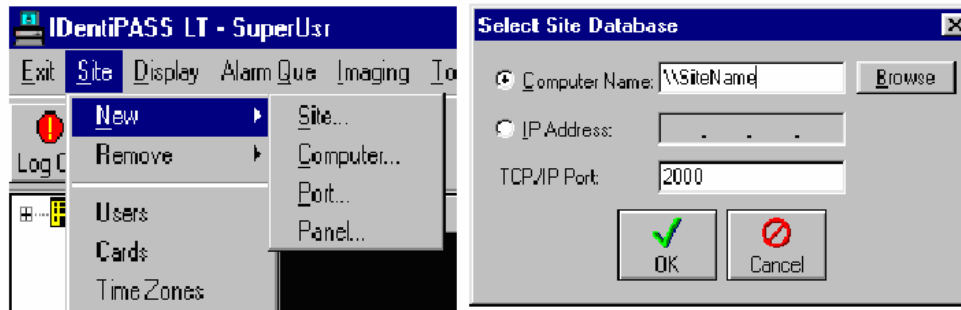 IDentiPASS LT - SuperUsr
Exit Site Display Alarm Que Imaging
Log
New
Remove
Users
Cards
Time Zones
Site...
Computer...
Port...
Panel...
Select Site Database
Computer Name: \\SiteName Browse
IP Address: . . .
TCP/IP Port: 2000
OK Cancel